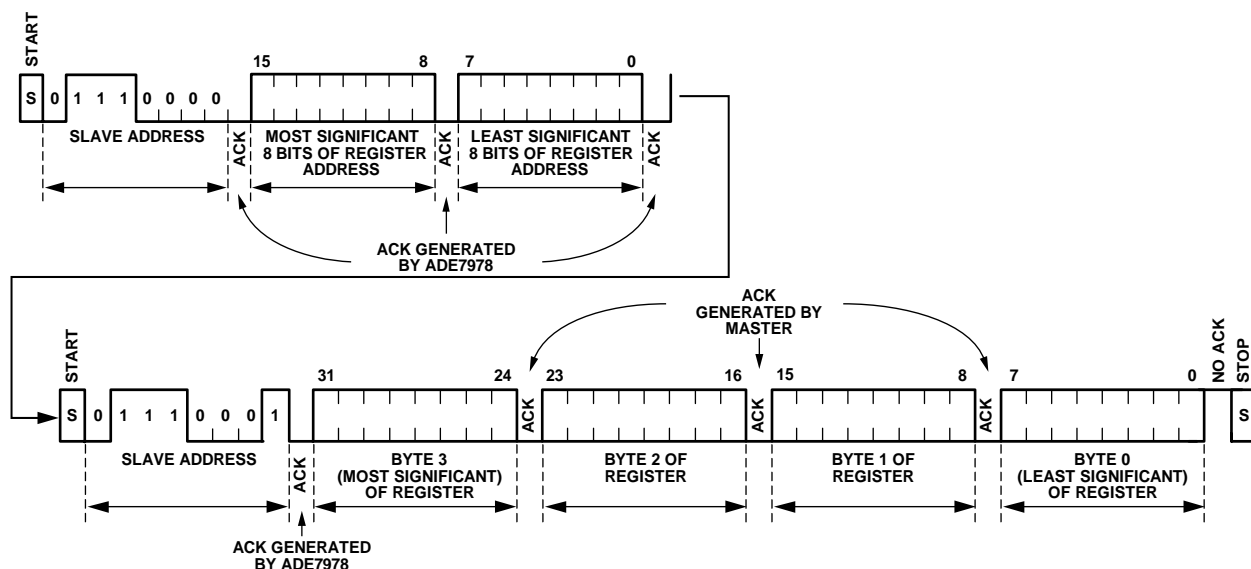 START
15 8 7 0
S 0 1 1 1 0 0 0 0
SLAVE ADDRESS
ACK
MOST SIGNIFICANT
8 BITS OF REGISTER
ADDRESS
ACK
LEAST SIGNIFICANT
8 BITS OF REGISTER
ADDRESS
ACK
ACK GENERATED
BY ADE7978
ACK
GENERATED BY
MASTER
START
31 24 23 16 15 8 7 0
NO ACK
STOP
S 0 1 1 1 0 0 0 1
ACK
ACK
ACK
S
SLAVE ADDRESS
ACK
BYTE 3
(MOST SIGNIFICANT)
OF REGISTER
BYTE 2 OF
REGISTER
BYTE 1 OF
REGISTER
BYTE 0
(LEAST SIGNIFICANT)
OF REGISTER
ACK GENERATED
BY ADE7978